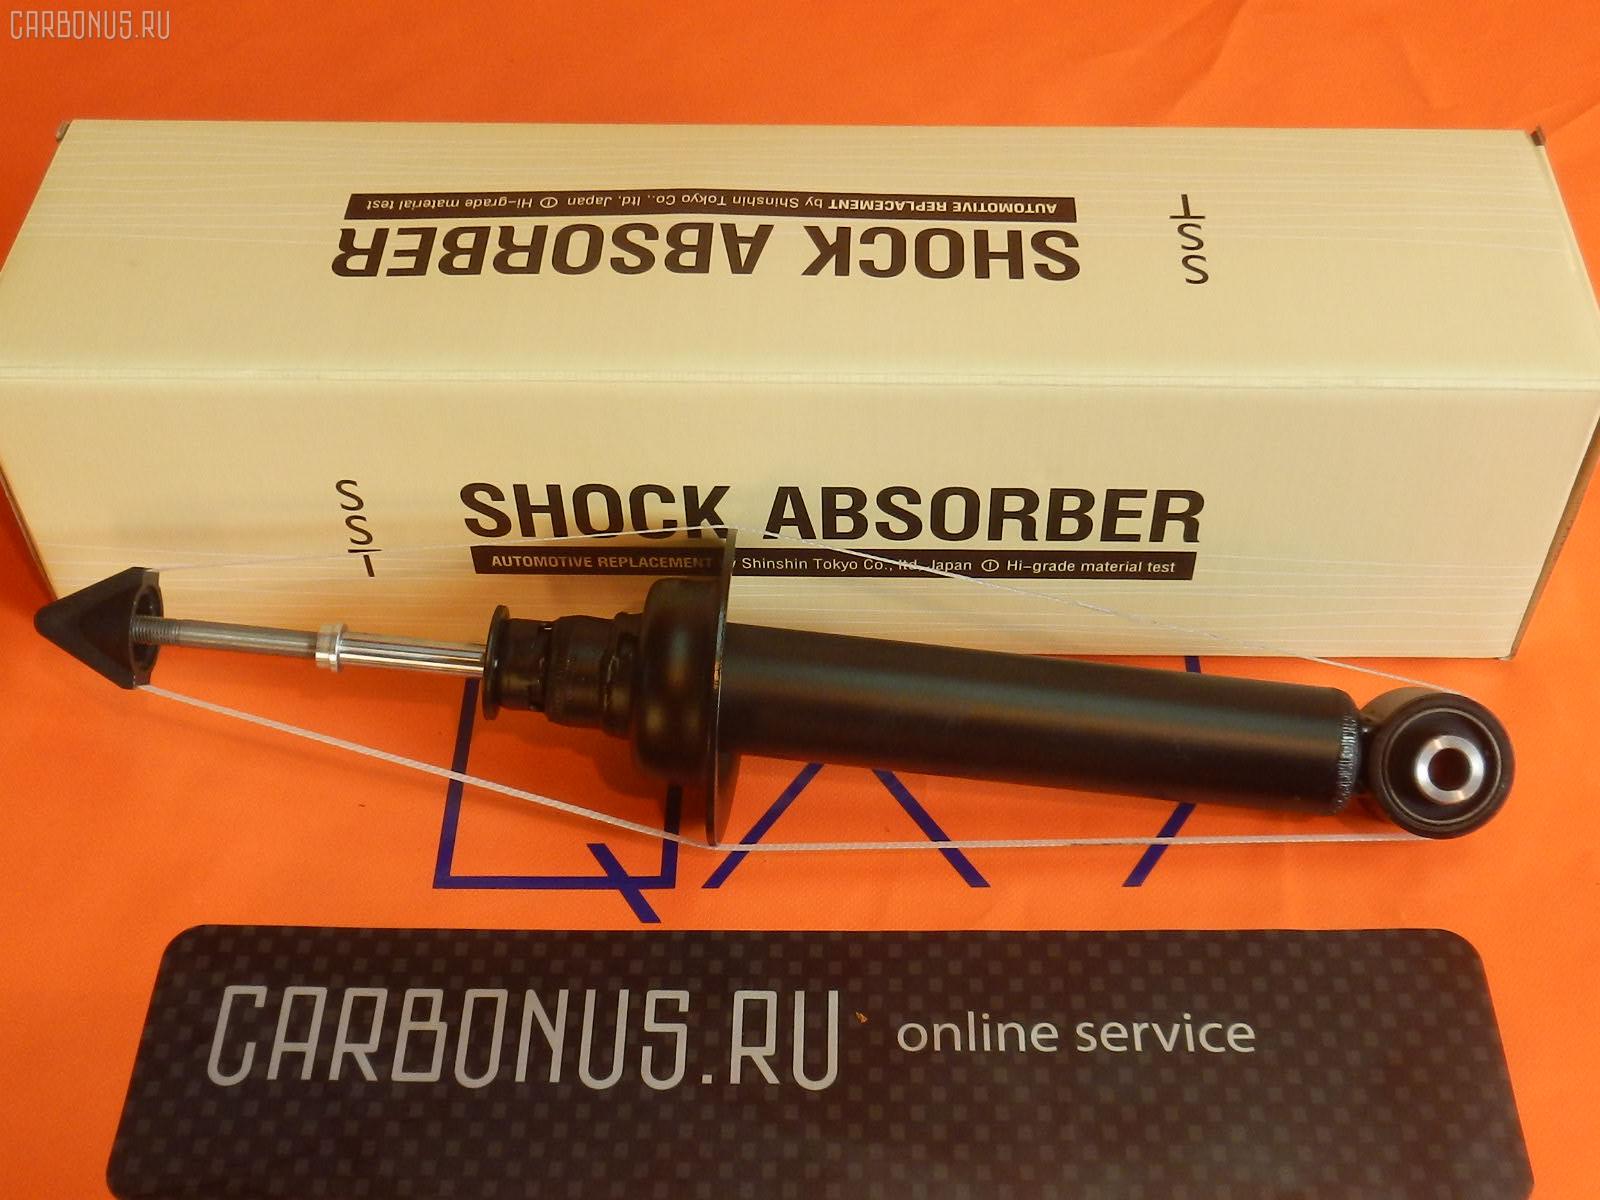 CARBONUS.RU
AUTOMOTIVE REPLACEMENT by Shinshin Tokyo Co., ltd, Japan Hi-grade material test
SHOCK ABSORBER
SST
SST
SHOCK ABSORBER
AUTOMOTIVE REPLACEMENT by Shinshin Tokyo Co., ltd, Japan Hi-grade material test
CARBONUS.RU online service